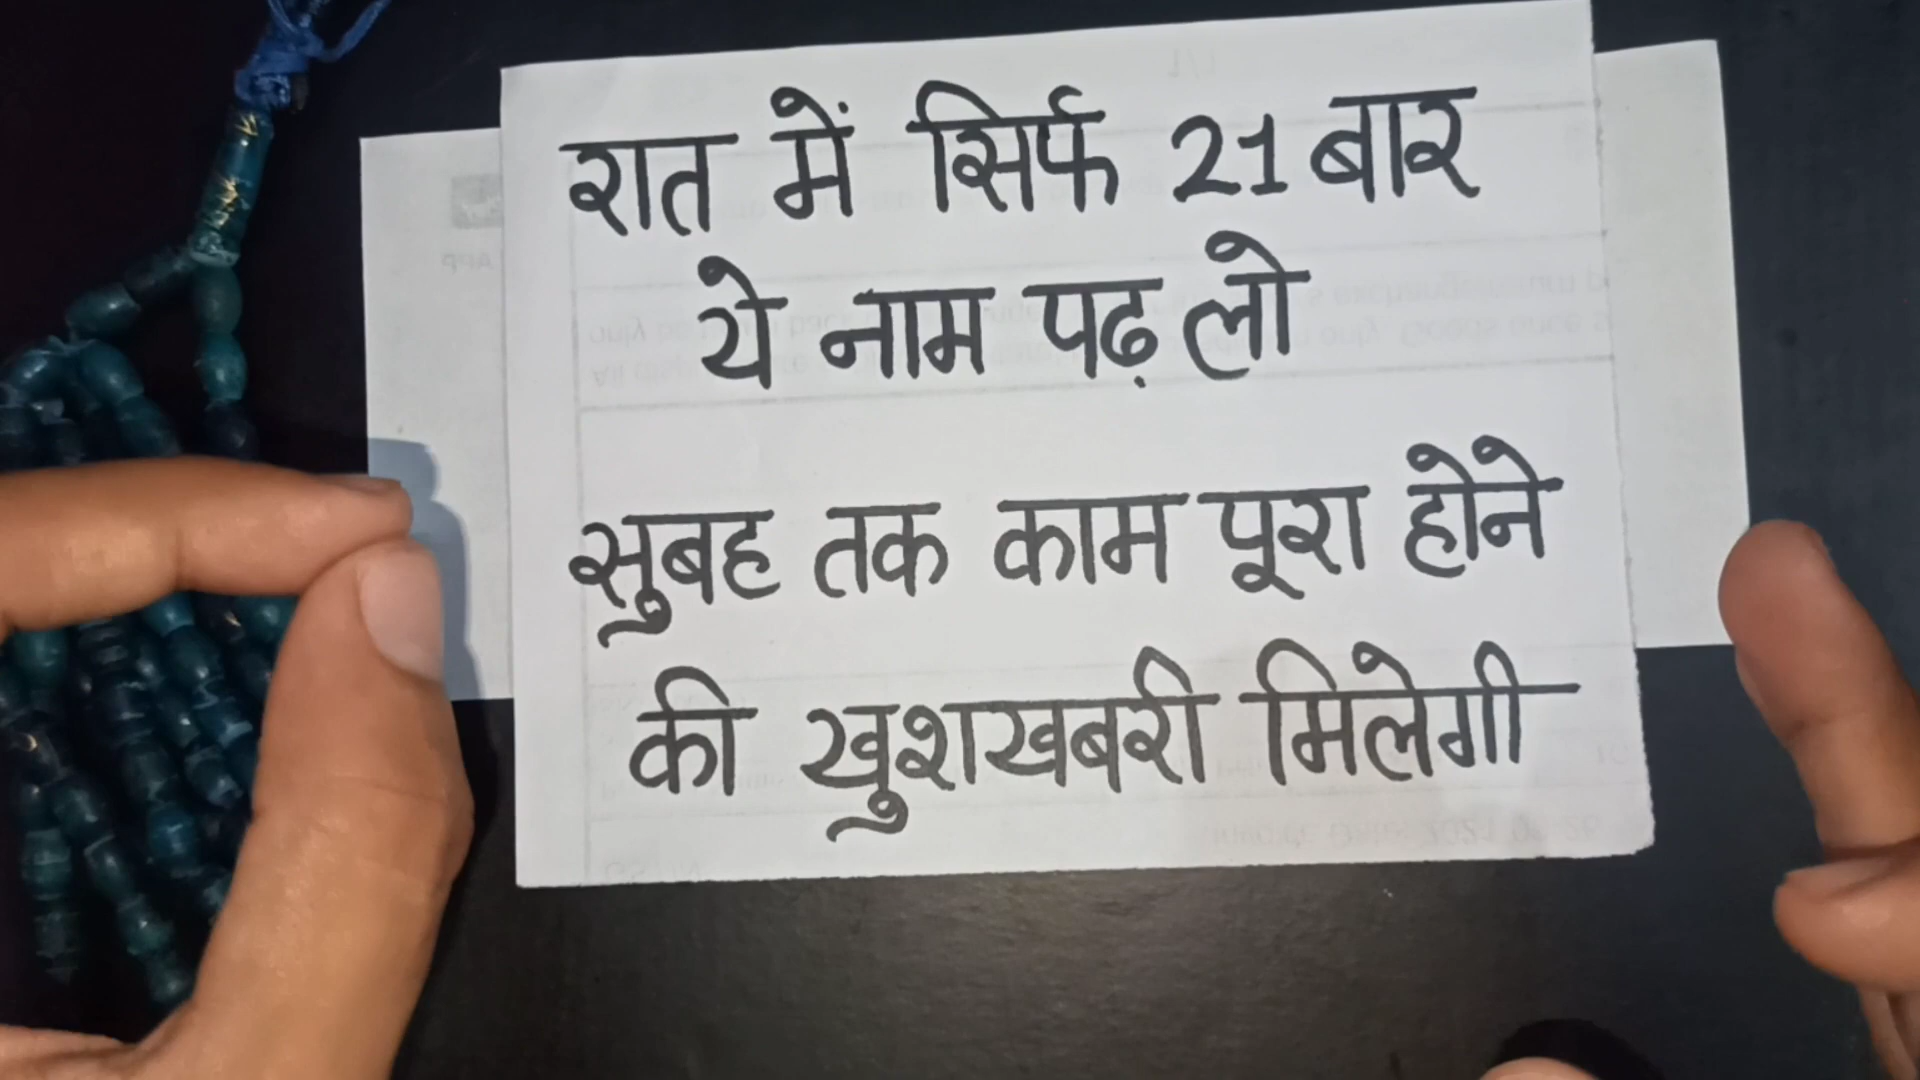 रात में सिर्फ 21 बार
ये नाम पढ़ लो
सुबह तक काम पूरा होने
की खुशखबरी मिलेगी